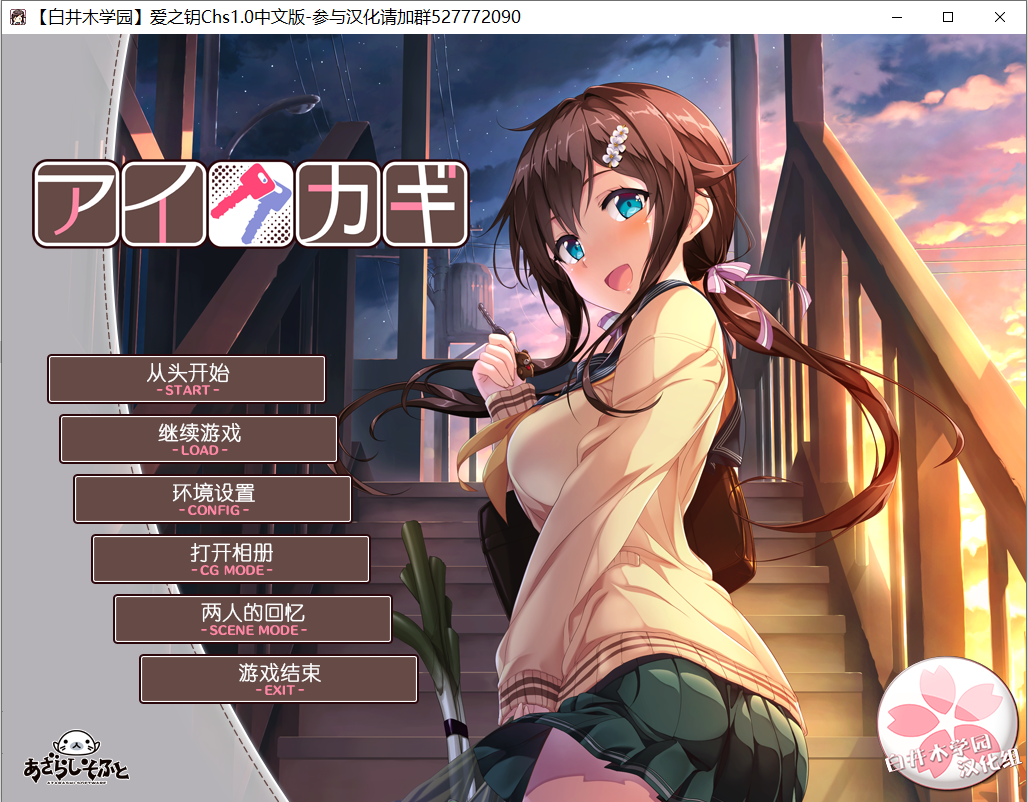 【白井木学园】爱之钥Chs1.0中文版-参与汉化请加群527772090
アイカギ
从头开始
-START-
继续游戏
-LOAD-
环境设置
-CONFIG-
打开相册
-CG MODE-
两人的回忆
-SCENE MODE-
游戏结束
-EXIT-
あざらしそふと
AZARASHI SOFTWARE
白井木学园
汉化组